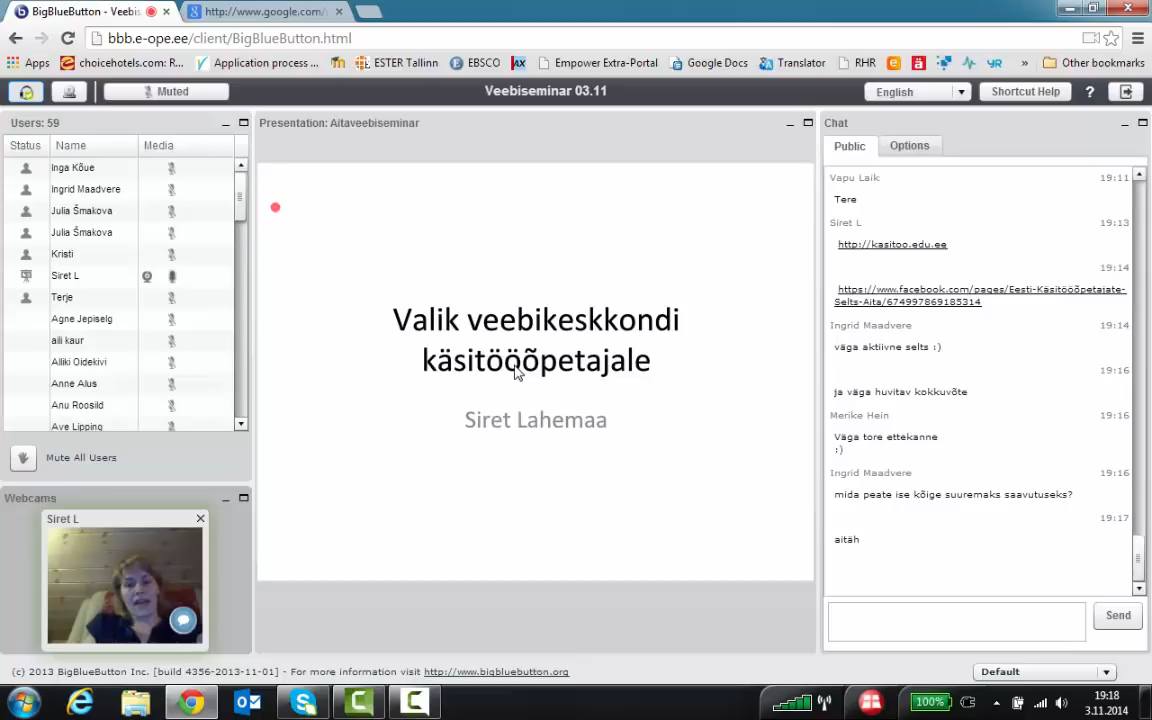 BigBlueButton - Veebis
http://www.google.com/
bbb.e-ope.ee/client/BigBlueButton.html
Apps
choicehotels.com: R...
Application process ...
ESTER Tallinn
EBSCO
Empower Extra-Portal
Google Docs
Translator
RHR
»
Other bookmarks
Muted
Veebiseminar 03.11
English
Shortcut Help
?
Users: 59
Status Name Media
Inga Kõue
Ingrid Maadvere
Julia Šmakova
Julia Šmakova
Kristi
Siret L
Terje
Agne Jepiselg
aili kaur
Alliki Oidekivi
Anne Alus
Anu Roosild
Ave Lipping
Mute All Users
Webcams
Siret L
Presentation: Aitaveebiseminar
Valik veebikeskkondi
käsitööõpetajale
Siret Lahemaa
Chat
Public Options
Vapu Laik 19:11
Tere
Siret L 19:13
http://kasitoo.edu.ee
19:14
https://www.facebook.com/pages/Eesti-Käsitööõpetajate-
Selts-Aita/674997869185314
Ingrid Maadvere 19:14
väga aktiivne selts :)
19:16
ja väga huvitav kokkuvõte
Merike Hein 19:16
Väga tore ettekanne
:)
Ingrid Maadvere 19:16
mida peate ise kõige suuremaks saavutuseks?
19:17
aitäh
Send
(c) 2013 BigBlueButton Inc. [build 4356-2013-11-01] - For more information visit http://www.bigbluebutton.org
Default
100%
19:18
3.11.2014